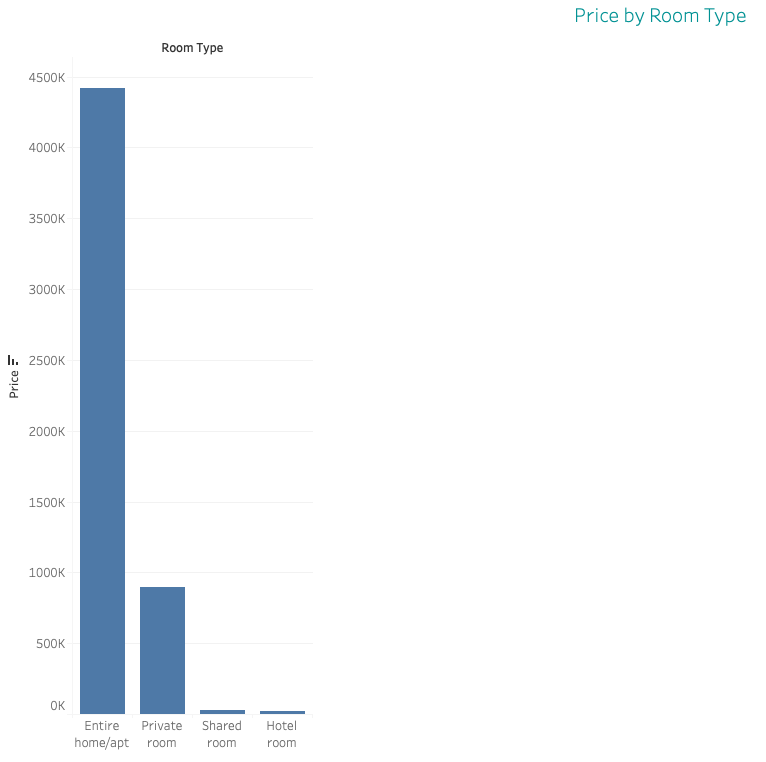 Price by Room Type
Room Type
4500K
4000K
3500K
3000K
2500K
2000K
1500K
1000K
500K
0K
Price
Entire
home/apt
Private
room
Shared
room
Hotel
room